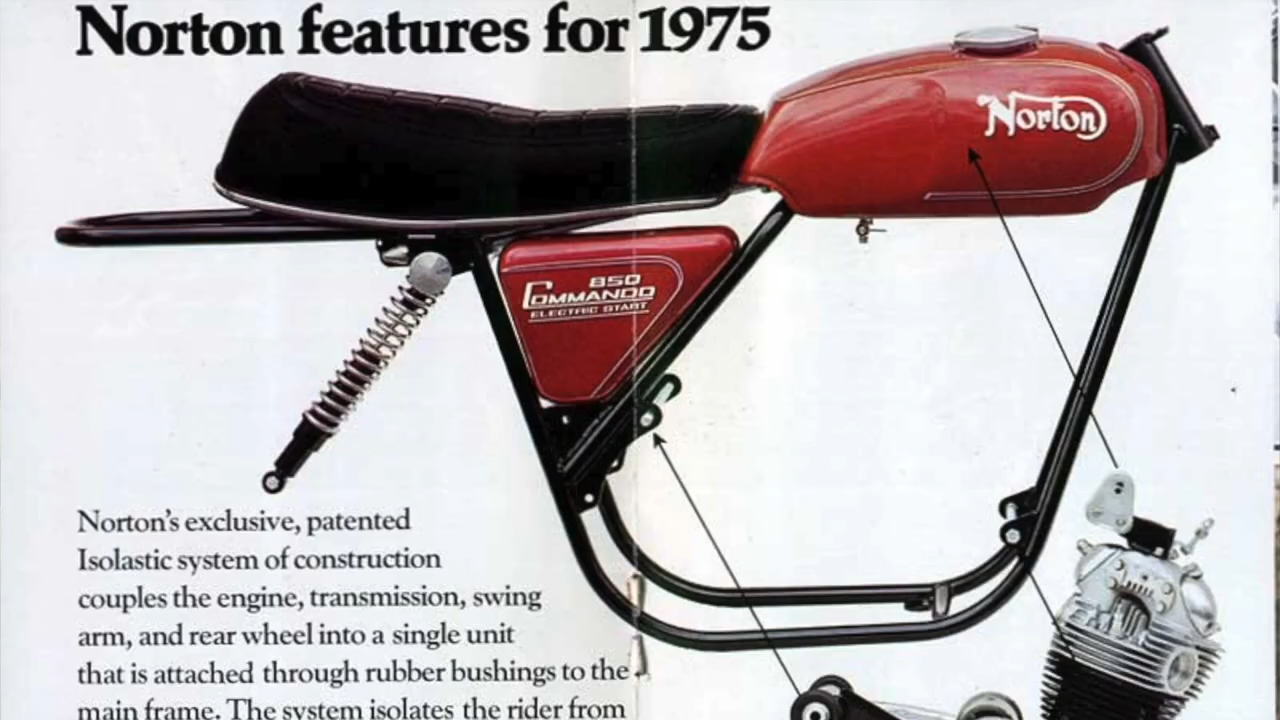 Norton features for 1975
Norton
850
COMMANDO
ELECTRIC START
Norton's exclusive, patented
Isolastic system of construction
couples the engine, transmission, swing
arm, and rear wheel into a single unit
that is attached through rubber bushings to the
main frame. The system isolates the rider from